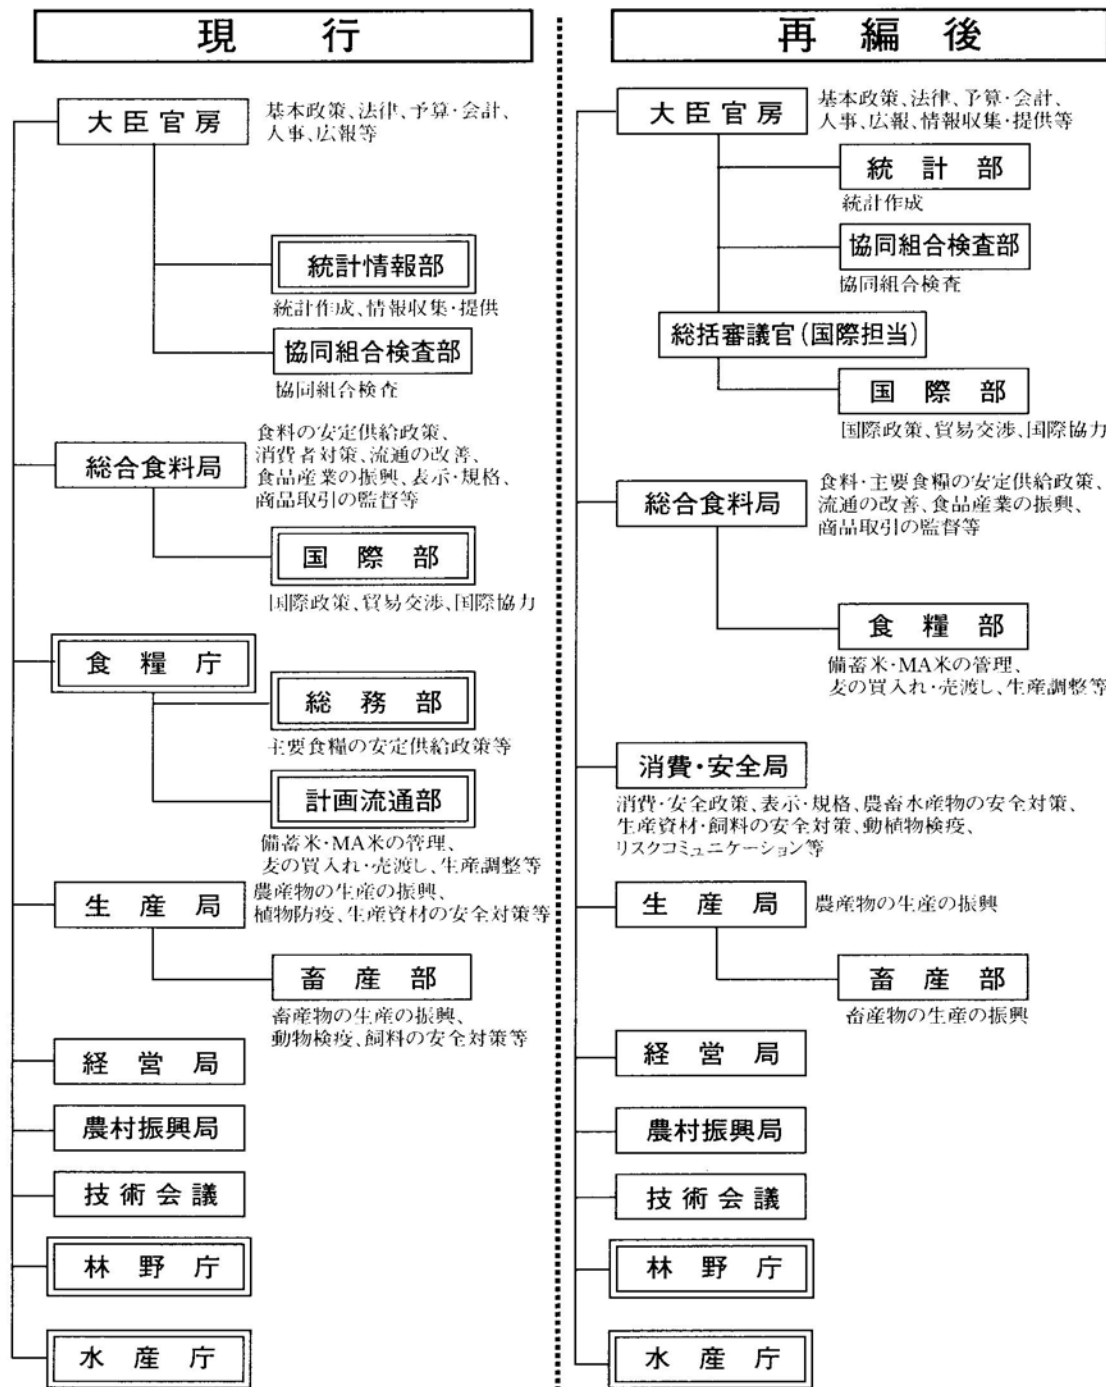 現行
大臣官房
基本政策、法律、予算・会計、
人事、広報等
統計情報部
統計作成、情報収集・提供
協同組合検査部
協同組合検査
総合食料局
食料の安定供給政策、
消費者対策、流通の改善、
食品産業の振興、表示・規格、
商品取引の監督等
国際部
国際政策、貿易交渉、国際協力
食糧庁
総務部
主要食糧の安定供給政策等
計画流通部
備蓄米・MA米の管理、
麦の買入れ・売渡し、生産調整等
生産局
農産物の生産の振興、
植物防疫、生産資材の安全対策等
畜産部
畜産物の生産の振興、
動物検疫、飼料の安全対策等
経営局
農村振興局
技術会議
林野庁
水産庁
再編後
大臣官房
基本政策、法律、予算・会計、
人事、広報、情報収集・提供等
統計部
統計作成
協同組合検査部
協同組合検査
総括審議官(国際担当)
国際部
国際政策、貿易交渉、国際協力
総合食料局
食料・主要食糧の安定供給政策、
流通の改善、食品産業の振興、
商品取引の監督等
食糧部
備蓄米・MA米の管理、
麦の買入れ・売渡し、生産調整等
消費・安全局
消費・安全政策、表示・規格、農畜水産物の安全対策、
生産資材・飼料の安全対策、動植物検疫、
リスクコミュニケーション等
生産局
農産物の生産の振興
畜産部
畜産物の生産の振興
経営局
農村振興局
技術会議
林野庁
水産庁